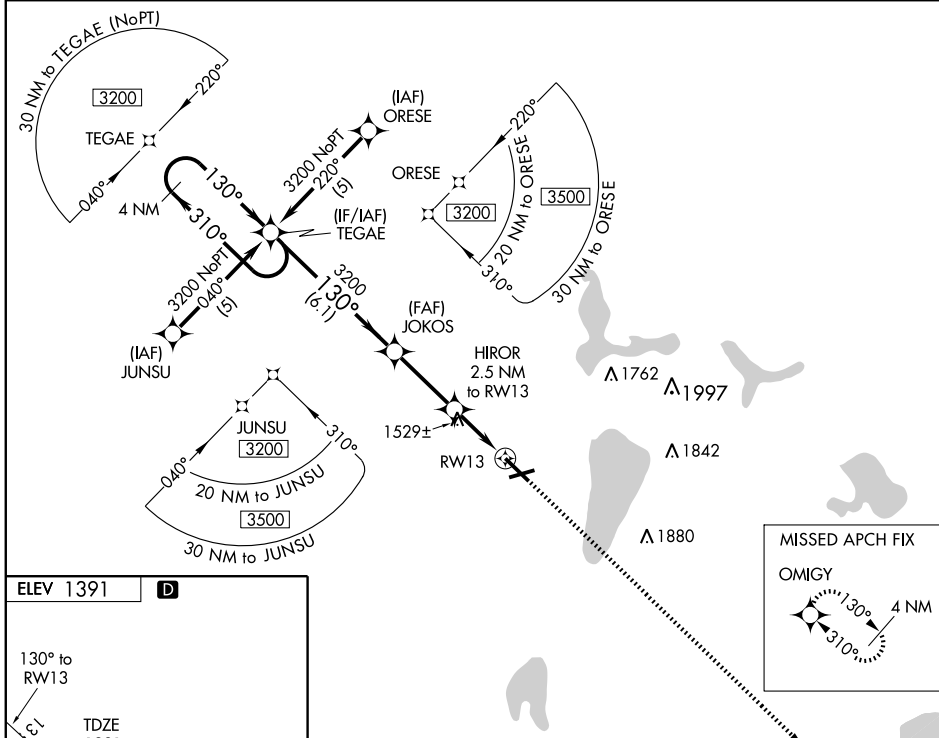 30 NM to TEGAE (NoPT)
3200
220°
TEGAE
040°
4 NM
130°
310°
(IAF)
ORESE
3200 NoPT
220°
(5)
(IF/IAF)
TEGAE
3200 NoPT
040°
(5)
(IAF)
JUNSU
3200
130°
(6.1)
(FAF)
JOKOS
ORESE
220°
3200
20 NM to ORESE
3500
310°
30 NM to ORESE
HIROR
2.5 NM
to RW13
1529±
RW13
1762
1997
1842
1880
JUNSU
3200
040°
310°
20 NM to JUNSU
3500
30 NM to JUNSU
MISSED APCH FIX
OMIGY
130°
310°
4 NM
ELEV 1391
D
130° to
RW13
13
TDZE